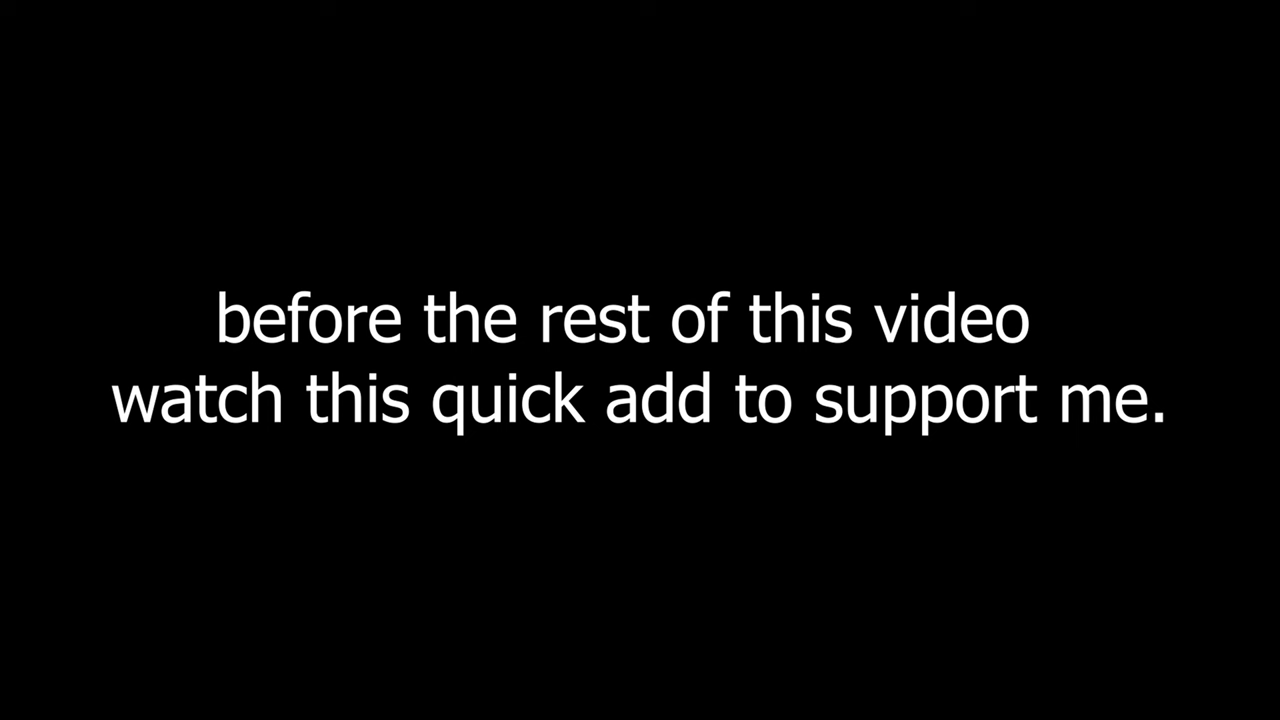 before the rest of this video
watch this quick add to support me.